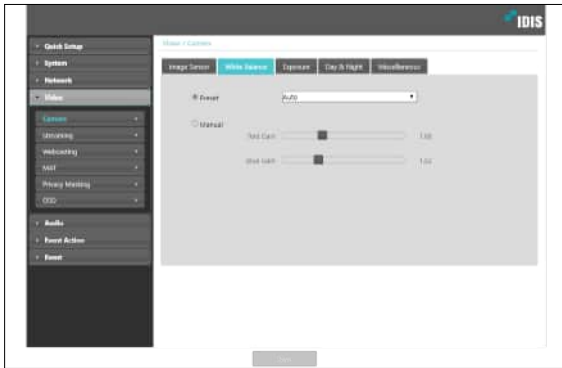 IDIS
Quick Setup
System
Network
Video
Camera
Streaming
Webcasting
MAT
Privacy Masking
OSD
Audio
Event Action
Event
Video / Camera
Image Sensor
White Balance
Exposure
Day & Night
Miscellaneous
Preset
Auto
Manual
Red Gain
Blue Gain